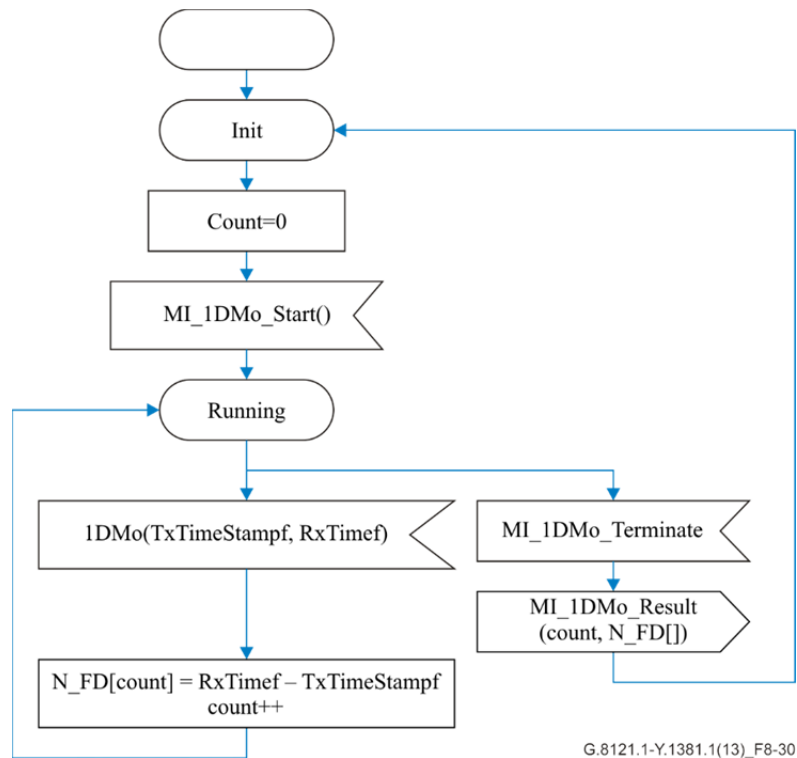 Init
Count=0
MI_1DMo_Start()
Running
1DMo(TxTimeStampf, RxTimef)
MI_1DMo_Terminate
MI_1DMo_Result
(count, N_FD[])
N_FD[count] = RxTimef – TxTimeStampf
count++
G.8121.1-Y.1381.1(13)_F8-30